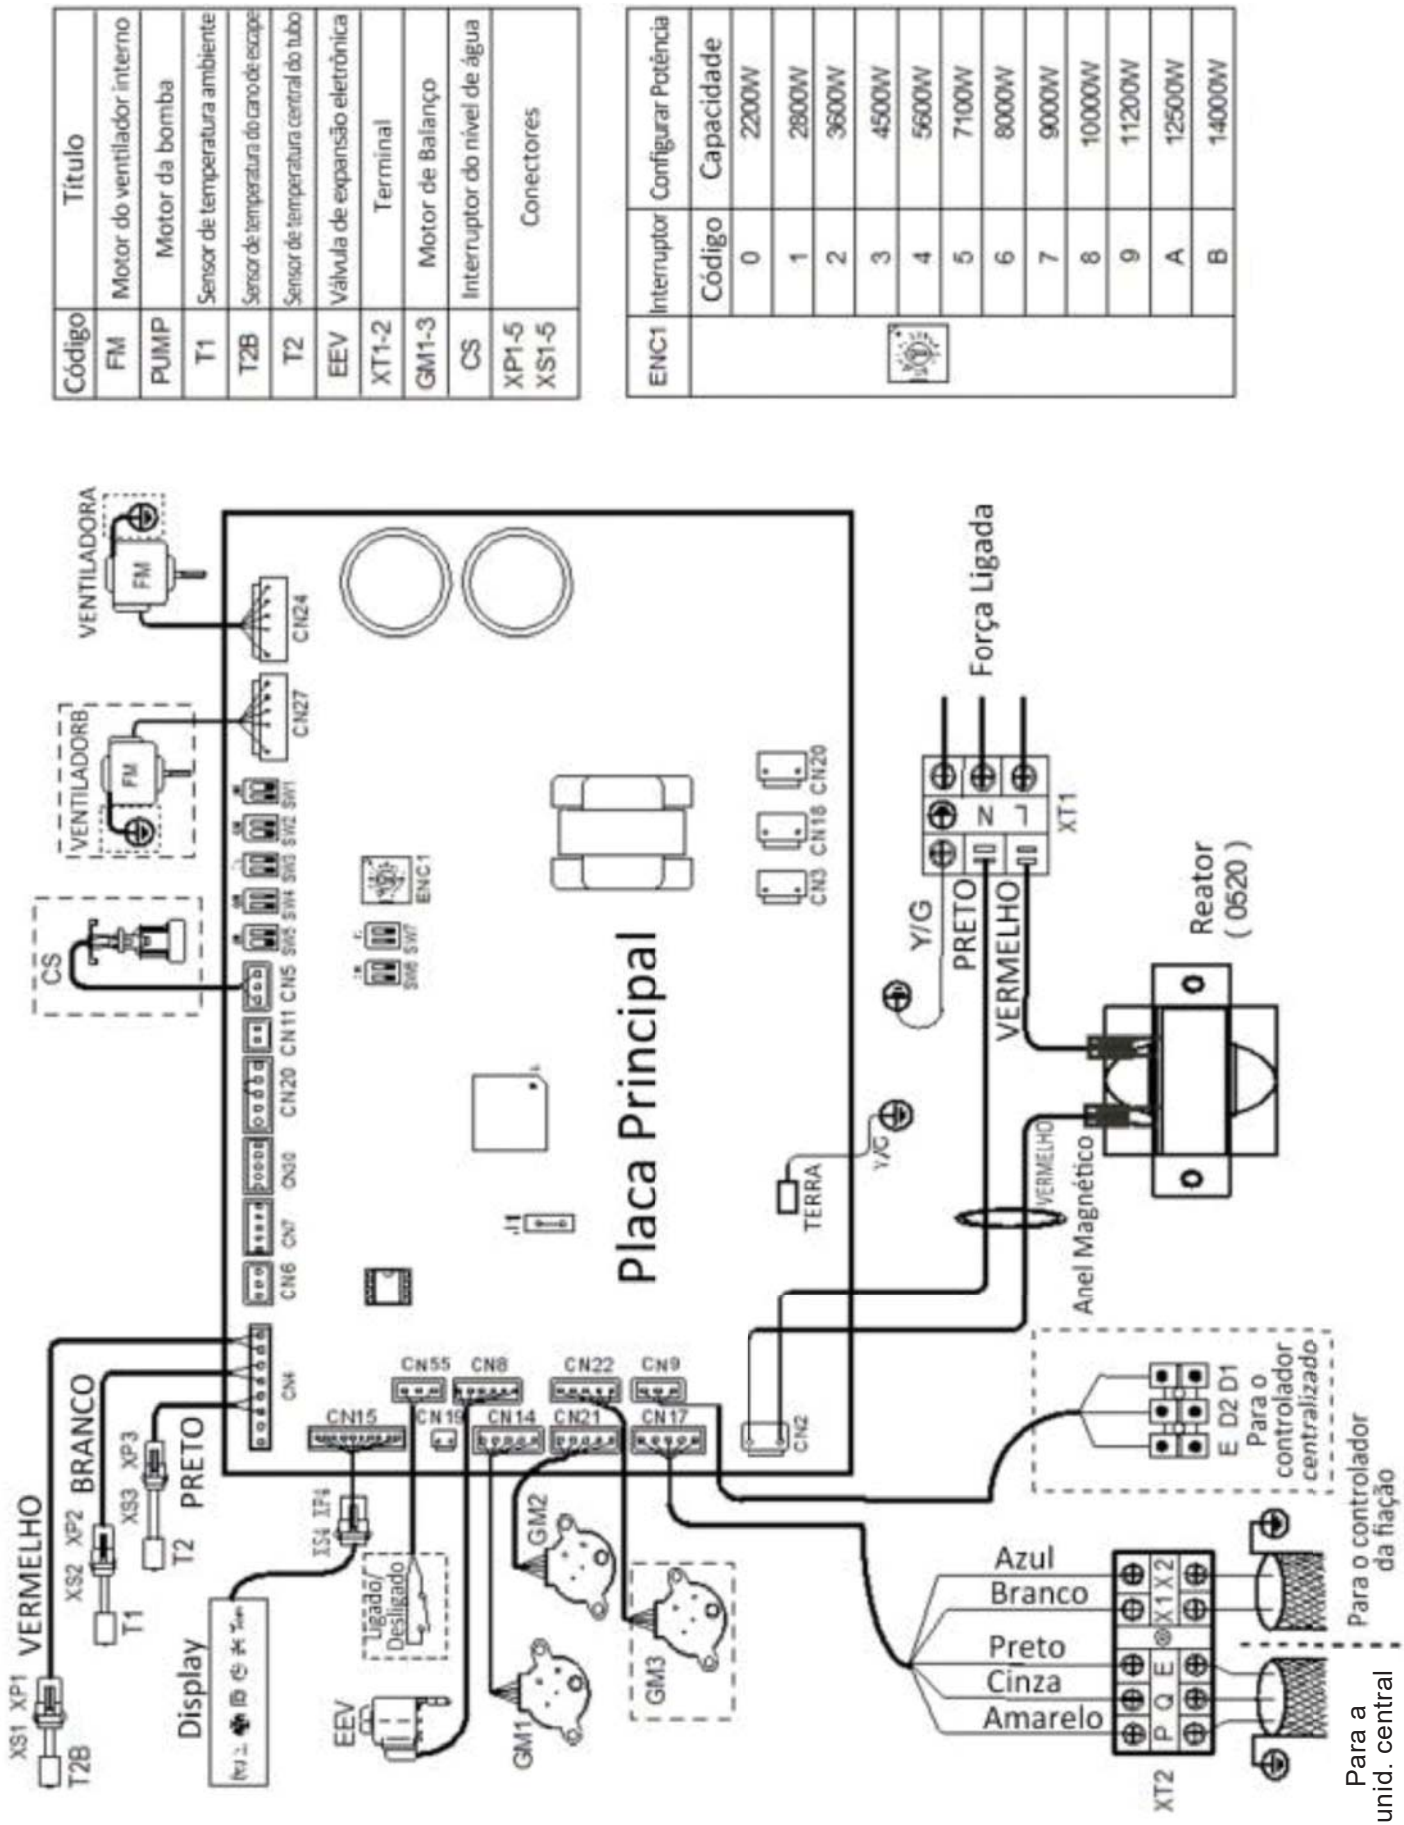 Código Título
FM Motor do ventilador interno
PUMP Motor da bomba
T1 Sensor de temperatura ambiente
T2B Sensor de temperatura do cano de escape
T2 Sensor de temperatura central do tubo
EEV Válvula de expansão eletrônica
XT1-2 Terminal
GM1-3 Motor de Balanço
CS Interruptor do nível de água
XP1-5
XS1-5
Conectores
ENC1 Interruptor Configurar Potência
Código Capacidade
0 2200W
1 2800W
2 3600W
3 4500W
4 5600W
5 7100W
6 8000W
7 9000W
8 10000W
9 11200W
A 12500W
B 14000W
XS1 XP1 VERMELHO
T2B
XS2 XP2 BRANCO
T1
XS3 XP3
T2 PRETO
CS
VENTILADORB
FM
VENTILADORA
FM
CN4 CN6 CN7 CN30 CN20 CN11 CN5 SW5 SW4 SW3 SW2 SW1 CN27 CN24
Display
XS4 XP4
CN15
Ligado/
Desligado
CN19
CN55
EEV
CN8
GM1
CN14
GM2
CN21
GM3
CN22
CN17
CN9
J1
SW6 SW7 ENC1
Placa Principal
CN2
TERRA
CN3 CN18 CN20
Y/G
Y/G
PRETO
VERMELHO
N
L
XT1
Força Ligada
VERMELHO
Anel Magnético
Reator
( 0520 )
E D2 D1
Para o
controlador
centralizado
Azul
Branco
Preto
Cinza
Amarelo
P Q E X1 X2
XT2
Para a
unid. central
Para o controlador
da fiação